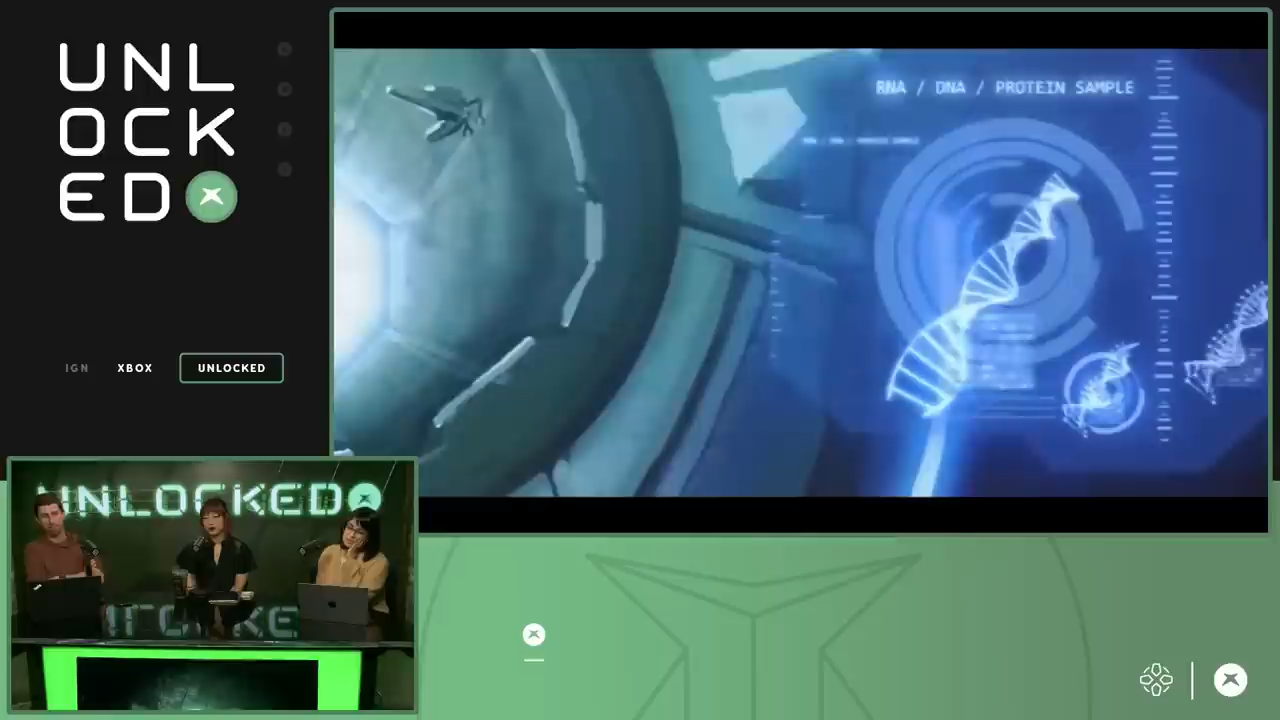 UNL
OCK
ED
IGN XBOX UNLOCKED
RNA / DNA / PROTEIN SAMPLE
UNLOCKED